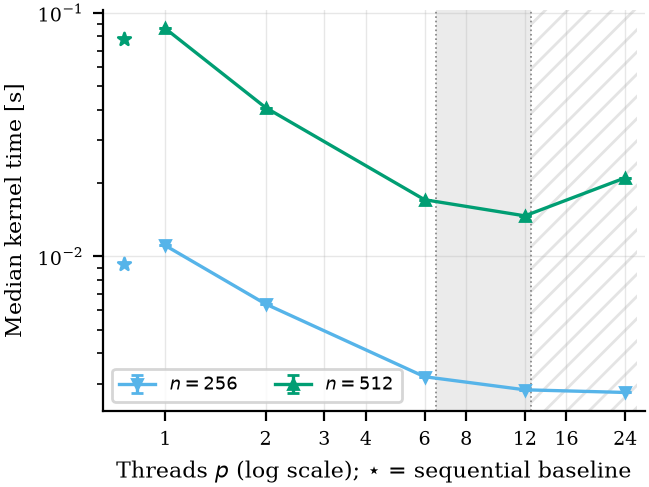 10⁻¹
10⁻²
Median kernel time [s]
n = 256
n = 512
1 2 3 4 6 8 12 16 24
Threads p (log scale); ⋆ = sequential baseline